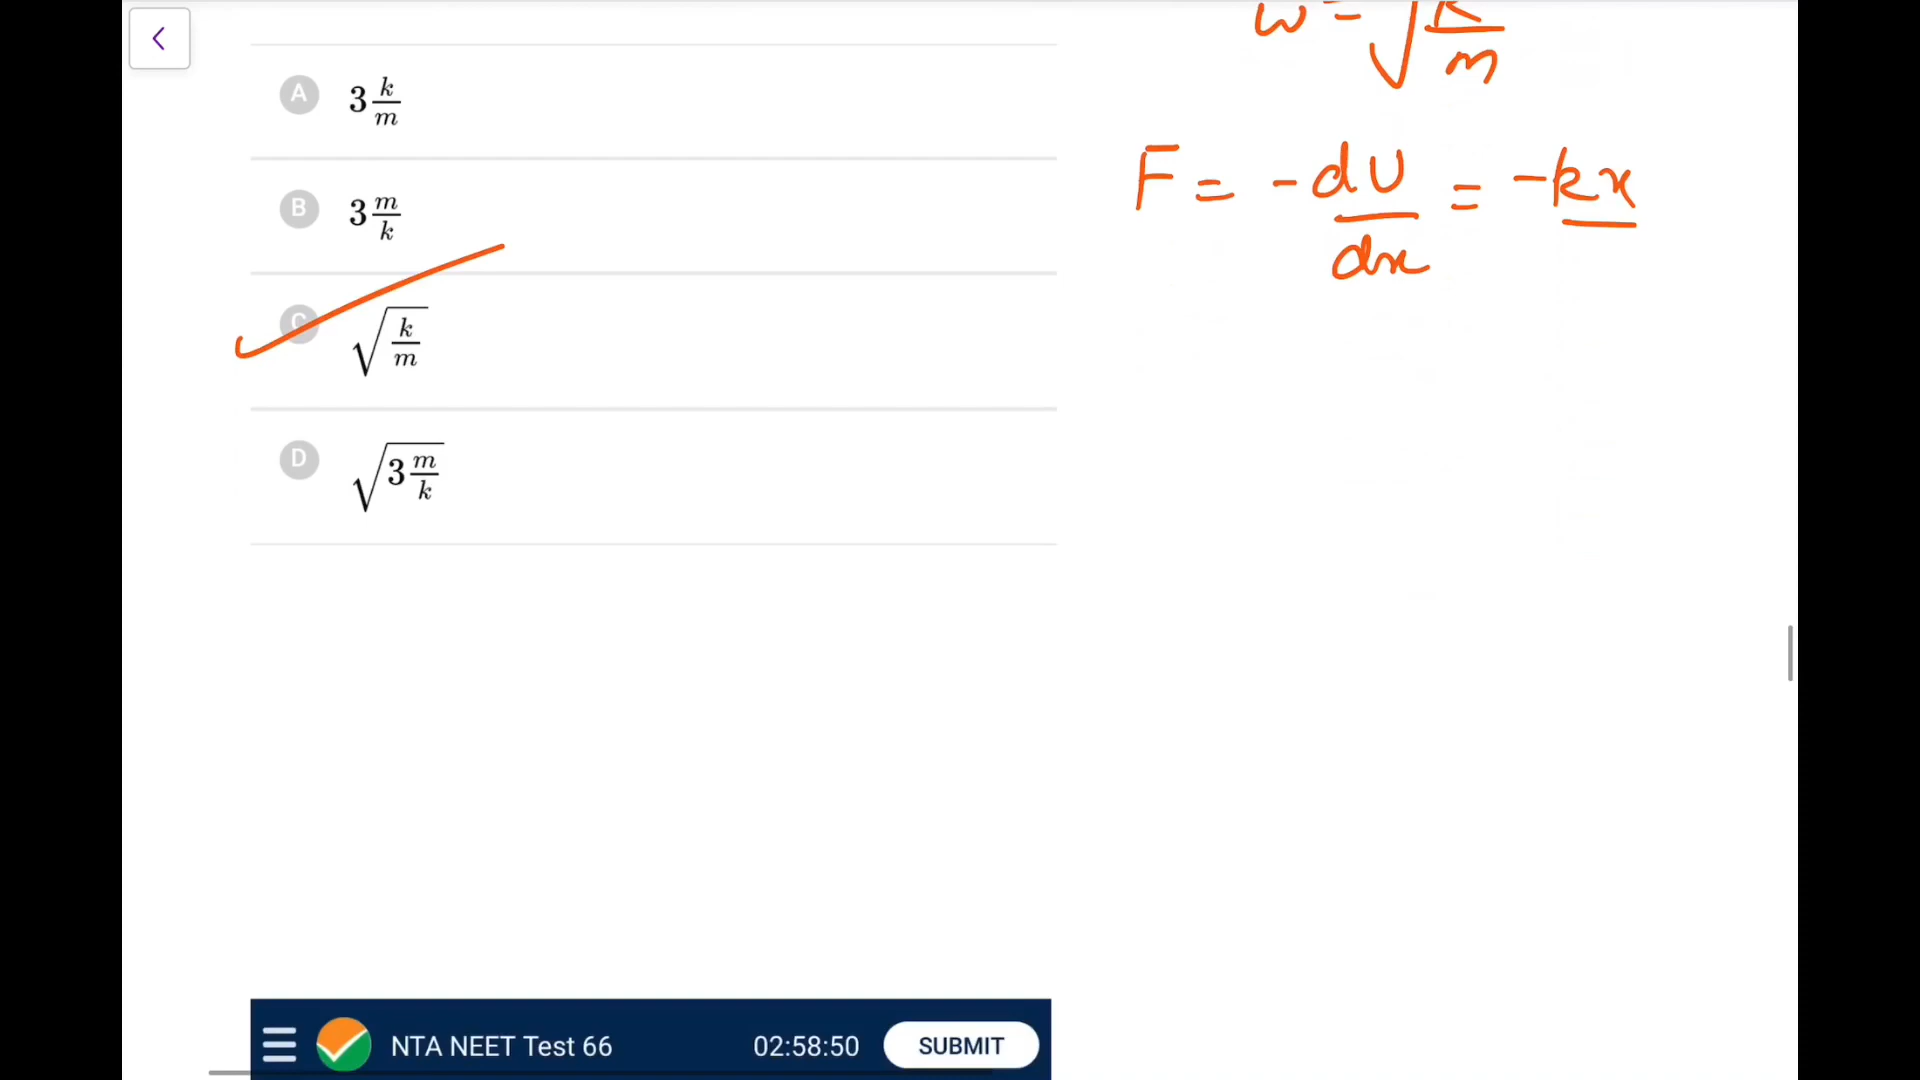 ω = √k/m
A 3 k/m
B 3 m/k
C √k/m
D √3 m/k
F = -dU/dx = -kx
NTA NEET Test 66 02:58:50 SUBMIT